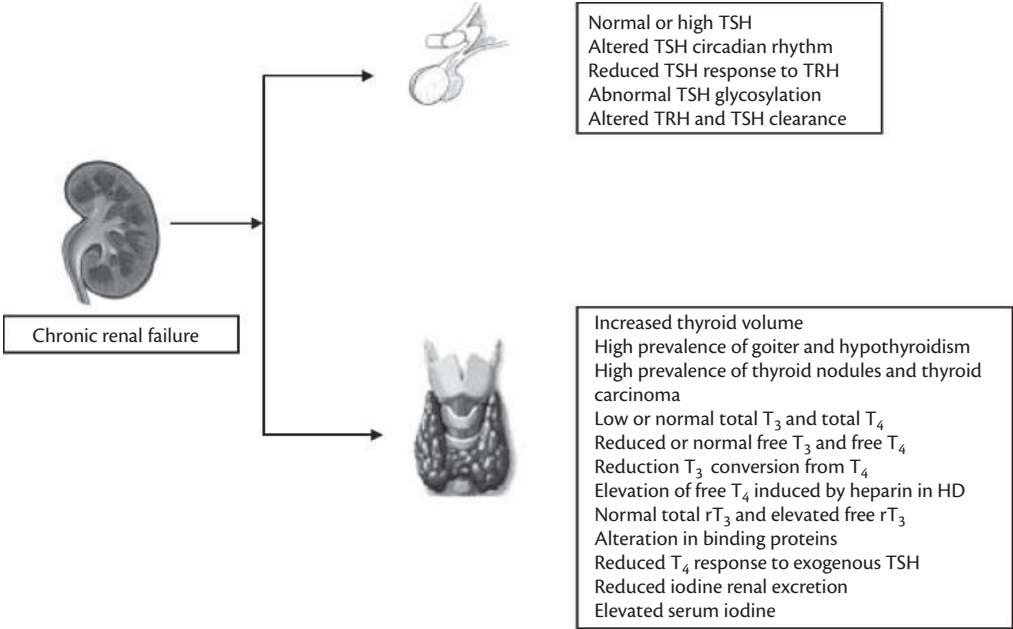 Normal or high TSH
Altered TSH circadian rhythm
Reduced TSH response to TRH
Abnormal TSH glycosylation
Altered TRH and TSH clearance
Chronic renal failure
Increased thyroid volume
High prevalence of goiter and hypothyroidism
High prevalence of thyroid nodules and thyroid
carcinoma
Low or normal total T₃ and total T₄
Reduced or normal free T₃ and free T₄
Reduction T₃ conversion from T₄
Elevation of free T₄ induced by heparin in HD
Normal total rT₃ and elevated free rT₃
Alteration in binding proteins
Reduced T₄ response to exogenous TSH
Reduced iodine renal excretion
Elevated serum iodine